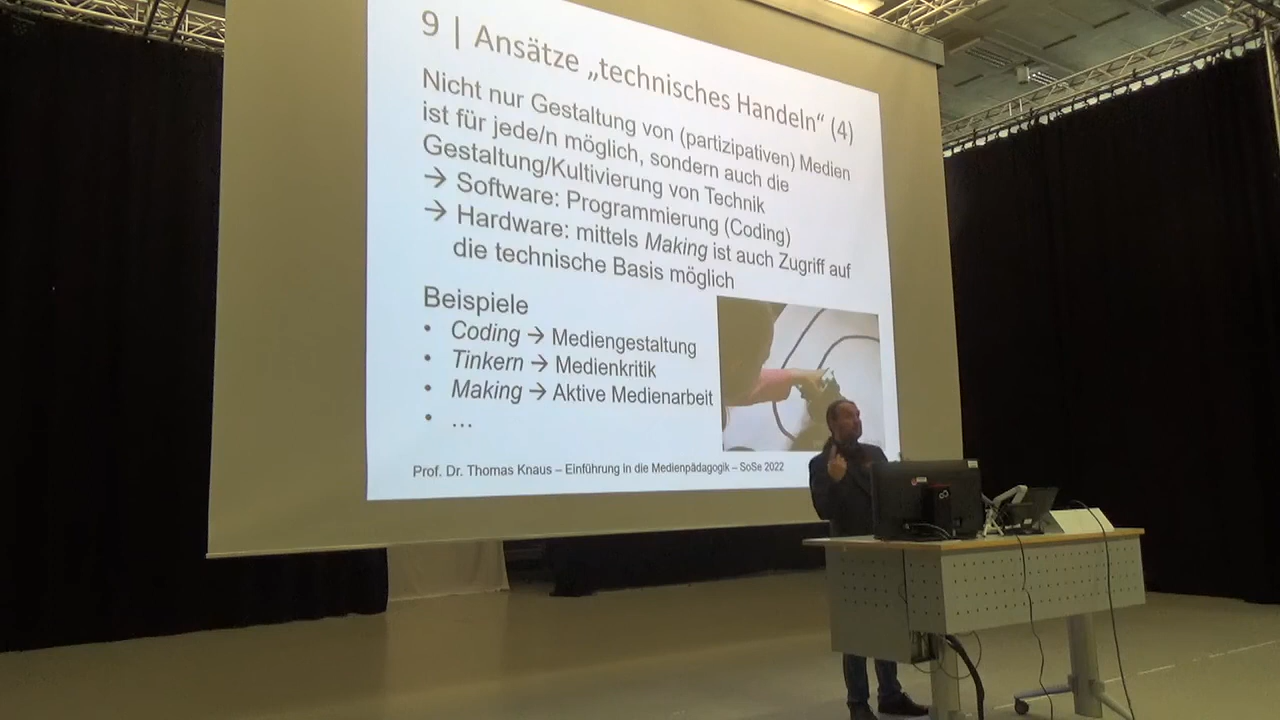 9 | Ansätze „technisches Handeln“ (4)
Nicht nur Gestaltung von (partizipativen) Medien
ist für jede/n möglich, sondern auch die
Gestaltung/Kultivierung von Technik
→ Software: Programmierung (Coding)
→ Hardware: mittels Making ist auch Zugriff auf
die technische Basis möglich
Beispiele
• Coding → Mediengestaltung
• Tinkern → Medienkritik
• Making → Aktive Medienarbeit
• ...
Prof. Dr. Thomas Knaus – Einführung in die Medienpädagogik – SoSe 2022